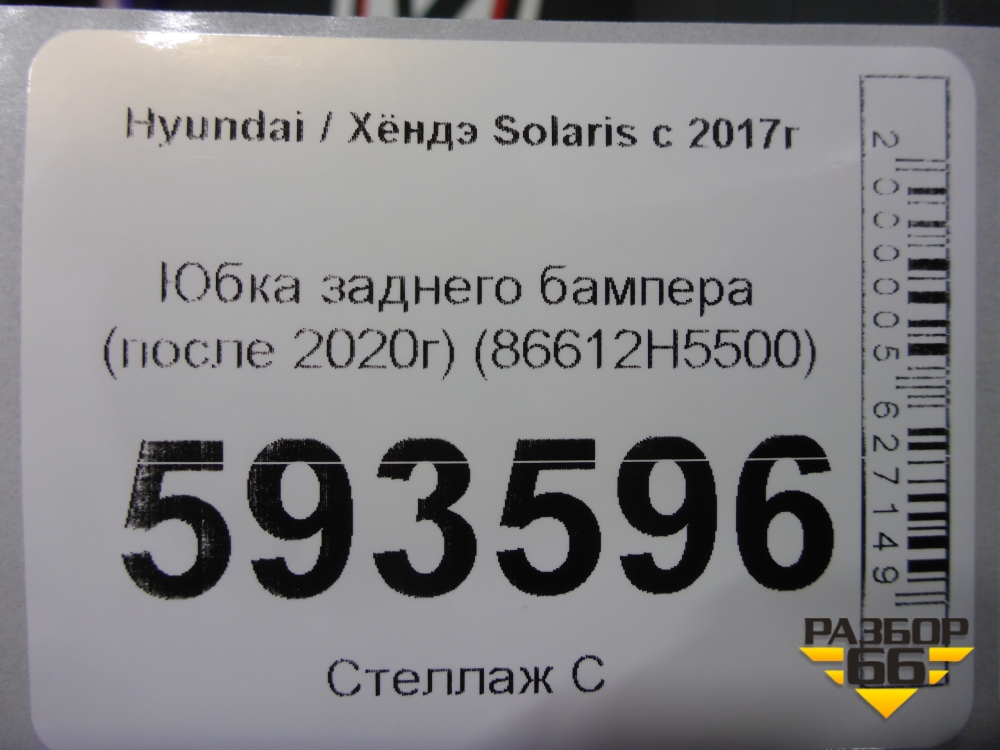 Hyundai / Хёндэ Solaris с 2017г
Юбка заднего бампера
(после 2020г) (86612H5500)
593596
Стеллаж С
2000005627149
РАЗБОР
66